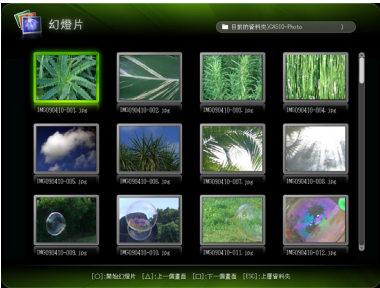 幻燈片
目前的資料夾>CASIO-Photo
IMG090410-001.jpg
IMG090410-002.jpg
IMG090410-003.jpg
IMG090410-004.jpg
IMG090410-005.jpg
IMG090410-006.jpg
IMG090410-007.jpg
IMG090410-008.jpg
IMG090410-009.jpg
IMG090410-010.jpg
IMG090410-011.jpg
IMG090410-012.jpg
[○]:開始幻燈片 [△]:上一個畫面 [□]:下一個畫面 [ESC]:上層資料夾